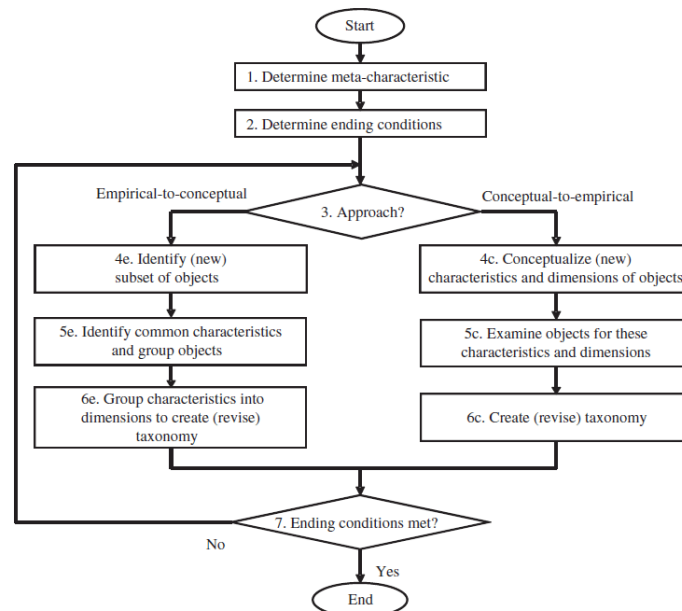 Start
1. Determine meta-characteristic
2. Determine ending conditions
Empirical-to-conceptual
Conceptual-to-empirical
3. Approach?
4e. Identify (new)
subset of objects
4c. Conceptualize (new)
characteristics and dimensions of objects
5e. Identify common characteristics
and group objects
5c. Examine objects for these
characteristics and dimensions
6e. Group characteristics into
dimensions to create (revise)
taxonomy
6c. Create (revise) taxonomy
7. Ending conditions met?
No
Yes
End